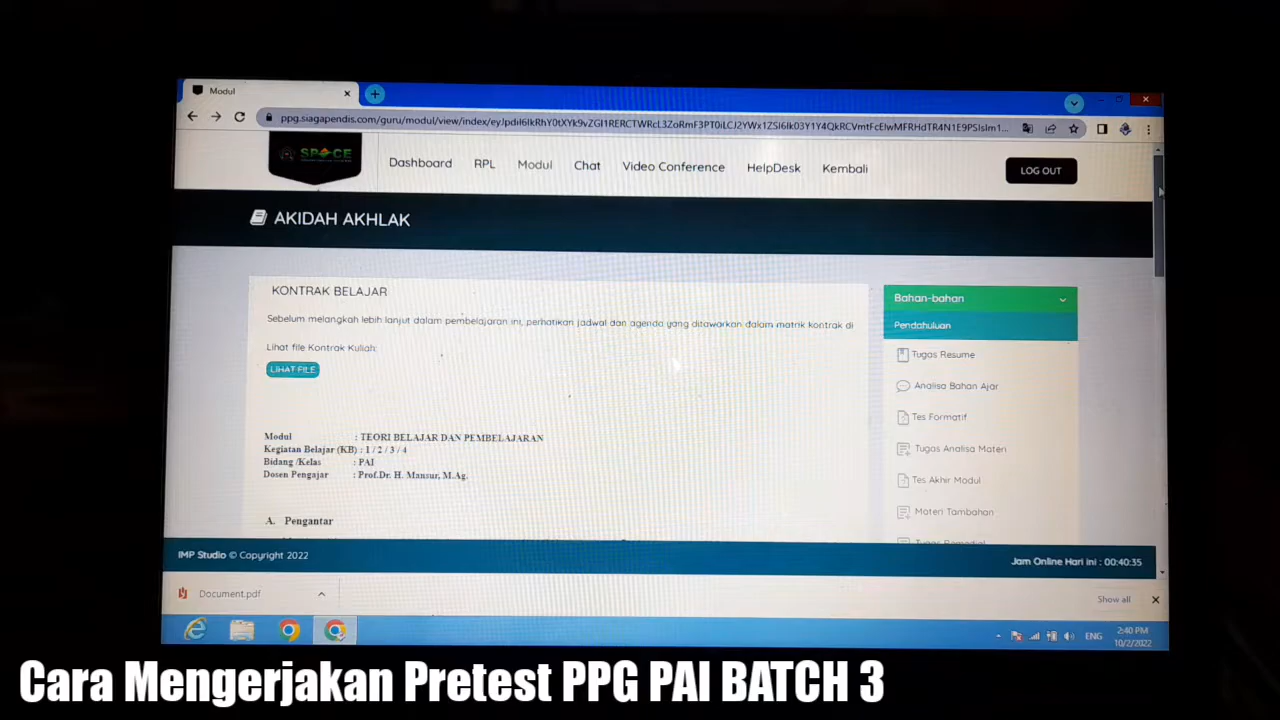 Modul
ppg.siagapendis.com/guru/modul/view/index/
SPACE
Dashboard RPL Modul Chat Video Conference HelpDesk Kembali LOG OUT
AKIDAH AKHLAK
KONTRAK BELAJAR
Sebelum melangkah lebih lanjut dalam pembelajaran ini, perhatikan jadwal dan agenda yang ditawarkan dalam matrik kontrak di
Lihat file Kontrak Kuliah:
LIHAT FILE
Modul : TEORI BELAJAR DAN PEMBELAJARAN
Kegiatan Belajar (KB) : 1 / 2 / 3 / 4
Bidang /Kelas : PAI
Dosen Pengajar : Prof.Dr. H. Mansur, M.Ag.
A. Pengantar
Bahan-bahan
Pendahuluan
Tugas Resume
Analisa Bahan Ajar
Tes Formatif
Tugas Analisa Materi
Tes Akhir Modul
Materi Tambahan
Tugas Remedial
IMP Studio © Copyright 2022
Jam Online Hari ini : 00:40:35
Document.pdf
Show all
ENG
2:40 PM
10/2/2022
Cara Mengerjakan Pretest PPG PAI BATCH 3